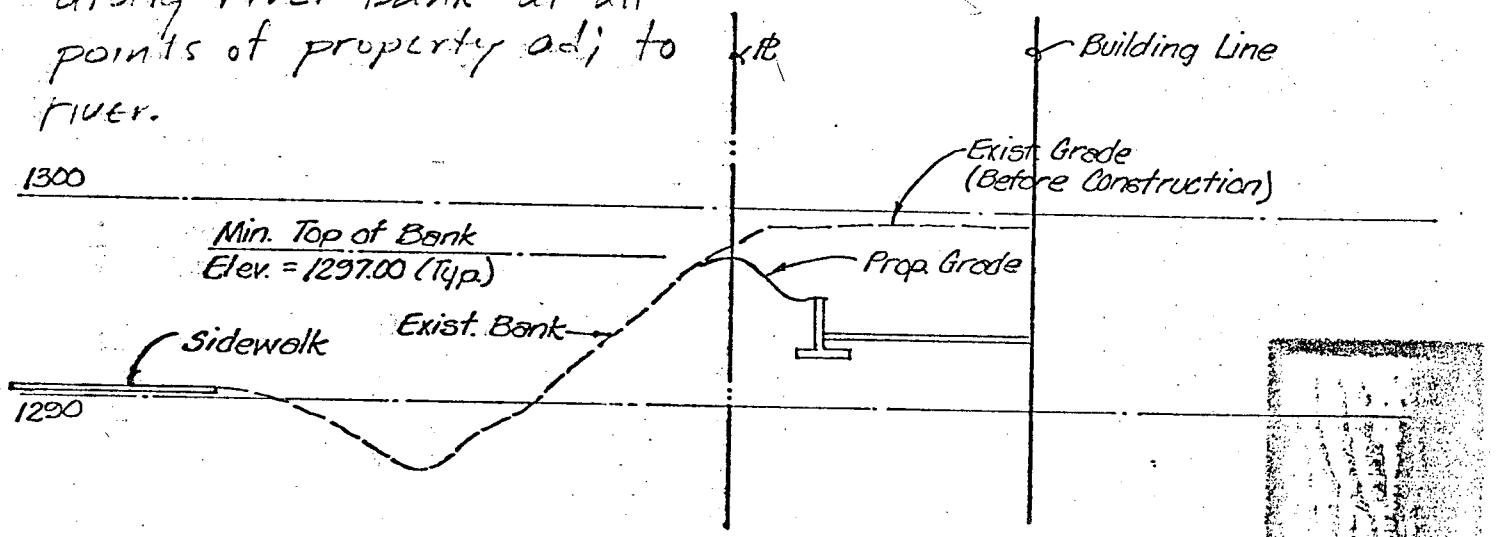 along river bank at all
points of property adj to
river.
℄
Building Line
Exist. Grade
(Before Construction)
1300
Min. Top of Bank
Elev. = 1297.00 (Typ.)
Prop. Grade
Exist. Bank
Sidewalk
1290